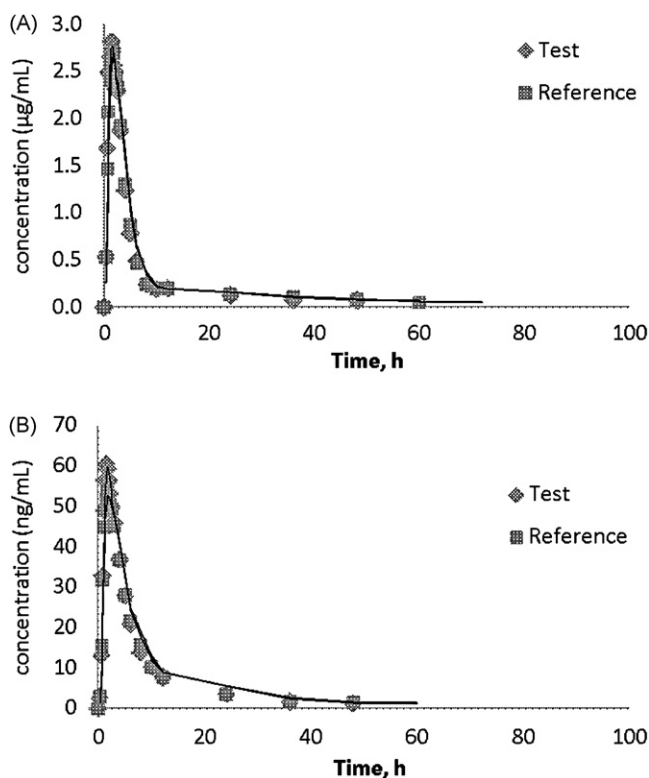 (A)
concentration (µg/mL)
3.0
2.5
2.0
1.5
1.0
0.5
0.0
0 20 40 60 80 100
Time, h
Test
Reference
(B)
concentration (ng/mL)
70
60
50
40
30
20
10
0
0 20 40 60 80 100
Time, h
Test
Reference